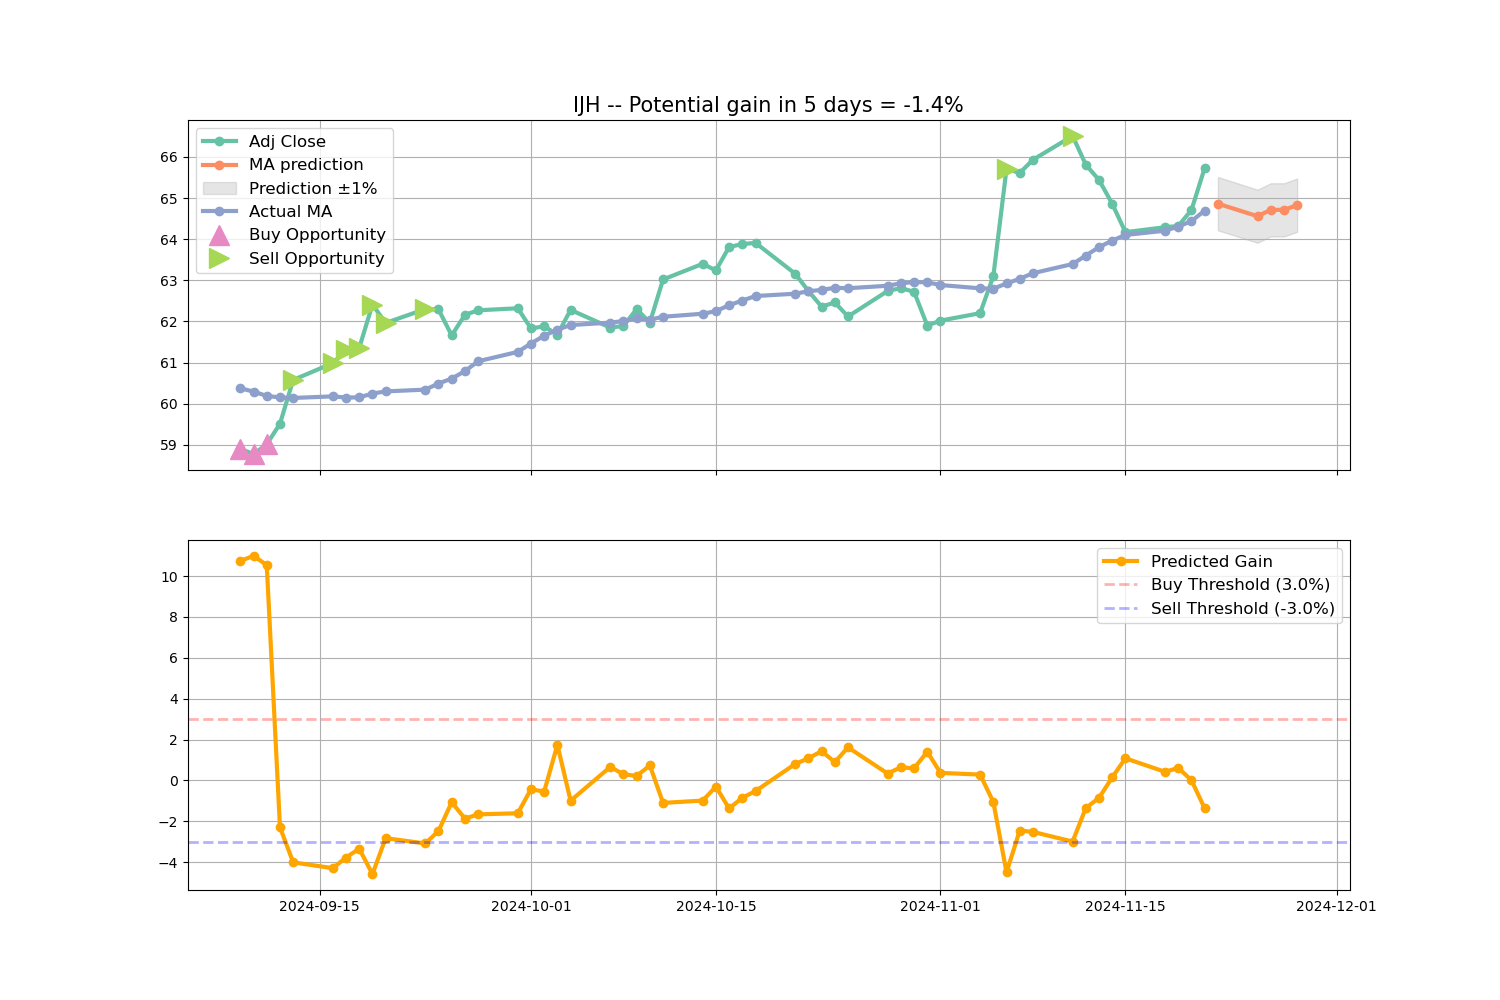 IJH -- Potential gain in 5 days = -1.4%
Adj Close
MA prediction
Prediction ±1%
Actual MA
Buy Opportunity
Sell Opportunity
66
65
64
63
62
61
60
59
Predicted Gain
Buy Threshold (3.0%)
Sell Threshold (-3.0%)
10
8
6
4
2
0
−2
−4
2024-09-15
2024-10-01
2024-10-15
2024-11-01
2024-11-15
2024-12-01